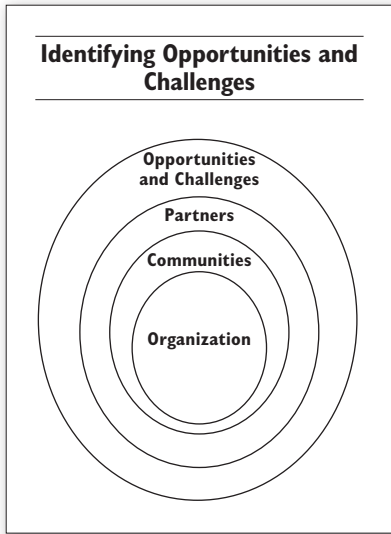 Identifying Opportunities and
Challenges
Opportunities
and Challenges
Partners
Communities
Organization